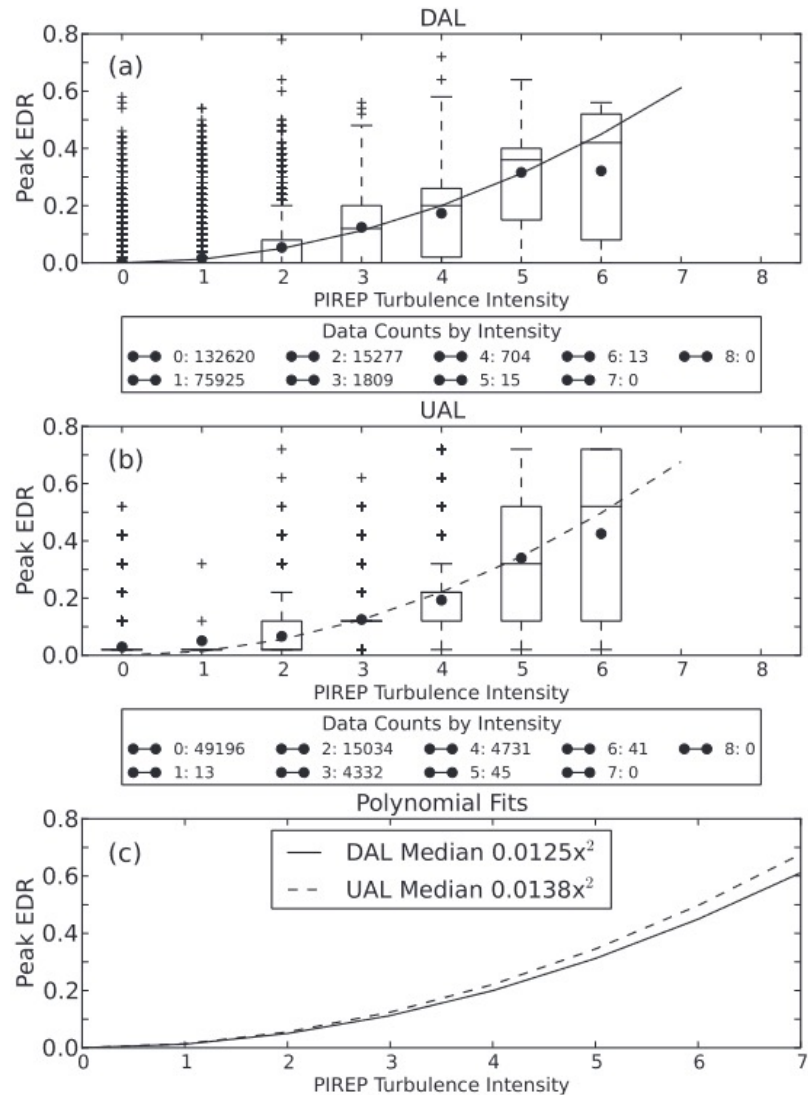 DAL
(a)
Peak EDR
0.8
0.6
0.4
0.2
0.0
0 1 2 3 4 5 6 7 8
PIREP Turbulence Intensity
Data Counts by Intensity
0: 132620 2: 15277 4: 704 6: 13 8: 0
1: 75925 3: 1809 5: 15 7: 0
UAL
(b)
Peak EDR
0.8
0.6
0.4
0.2
0.0
0 1 2 3 4 5 6 7 8
PIREP Turbulence Intensity
Data Counts by Intensity
0: 49196 2: 15034 4: 4731 6: 41 8: 0
1: 13 3: 4332 5: 45 7: 0
Polynomial Fits
(c)
Peak EDR
0.8
0.6
0.4
0.2
0.0
DAL Median 0.0125x²
UAL Median 0.0138x²
0 1 2 3 4 5 6 7
PIREP Turbulence Intensity